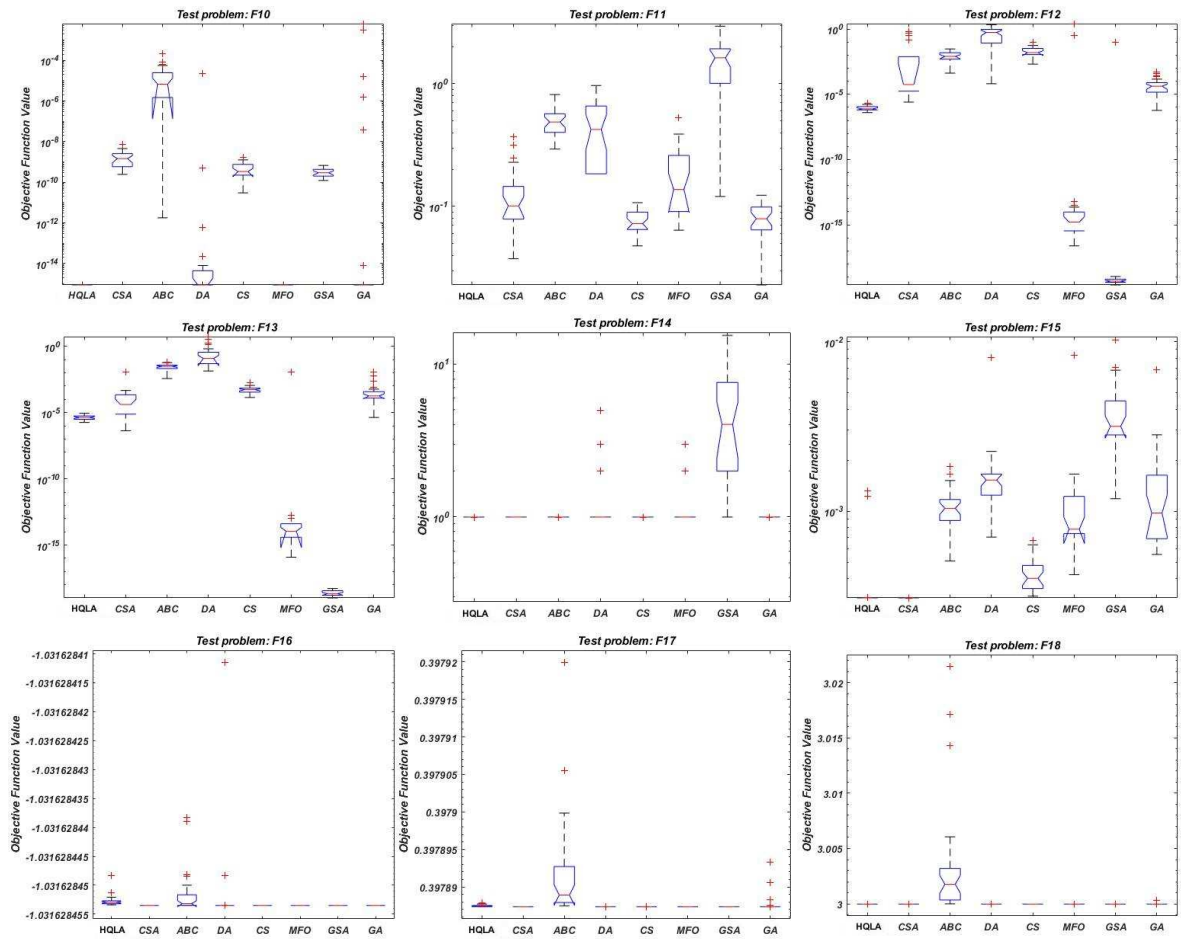 Test problem: F10
Objective Function Value
10^-4
10^-6
10^-8
10^-10
10^-12
10^-14
HQLA CSA ABC DA CS MFO GSA GA
Test problem: F11
Objective Function Value
10^0
10^-1
HQLA CSA ABC DA CS MFO GSA GA
Test problem: F12
Objective Function Value
10^0
10^-5
10^-10
10^-15
HQLA CSA ABC DA CS MFO GSA GA
Test problem: F13
Objective Function Value
10^0
10^-5
10^-10
10^-15
HQLA CSA ABC DA CS MFO GSA GA
Test problem: F14
Objective Function Value
10^1
10^0
HQLA CSA ABC DA CS MFO GSA GA
Test problem: F15
Objective Function Value
10^-2
10^-3
HQLA CSA ABC DA CS MFO GSA GA
Test problem: F16
Objective Function Value
-1.03162841
-1.031628415
-1.03162842
-1.031628425
-1.03162843
-1.031628435
-1.03162844
-1.031628445
-1.03162845
-1.031628455
HQLA CSA ABC DA CS MFO GSA GA
Test problem: F17
Objective Function Value
0.39792
0.397915
0.39791
0.397905
0.3979
0.397895
0.39789
HQLA CSA ABC DA CS MFO GSA GA
Test problem: F18
Objective Function Value
3.02
3.015
3.01
3.005
3
HQLA CSA ABC DA CS MFO GSA GA